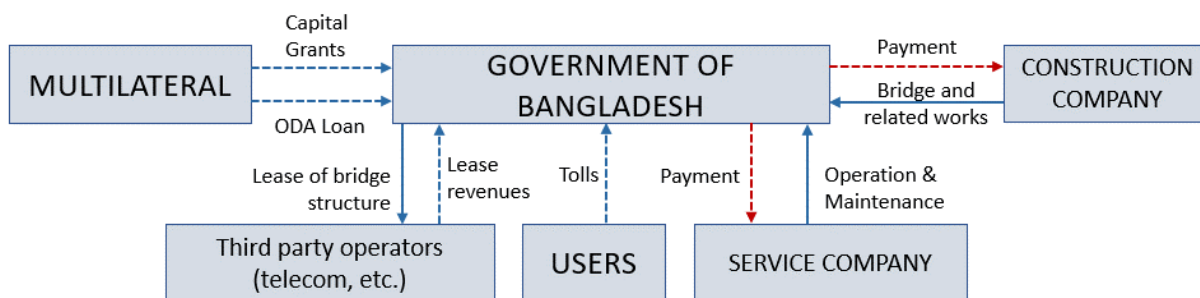 Capital
Grants
MULTILATERAL
ODA Loan
GOVERNMENT OF
BANGLADESH
Payment
Bridge and
related works
CONSTRUCTION
COMPANY
Lease of bridge
structure
Lease
revenues
Tolls
Payment
Operation &
Maintenance
Third party operators
(telecom, etc.)
USERS
SERVICE COMPANY